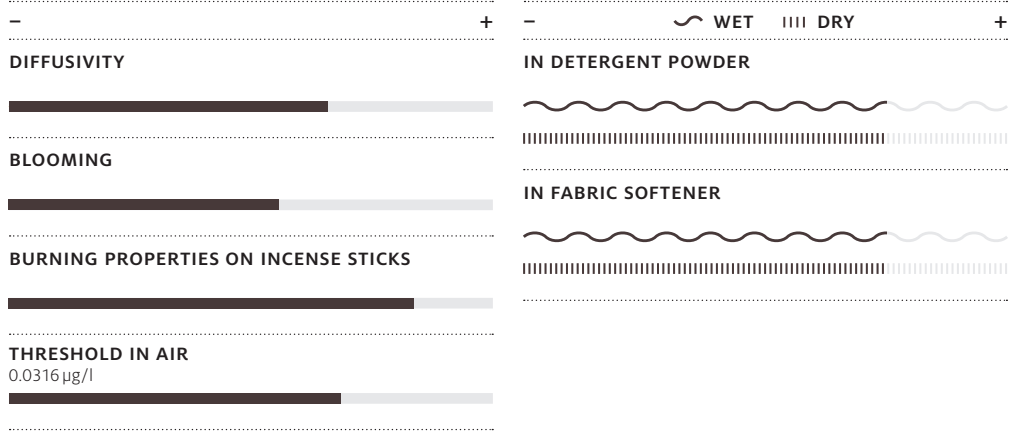 − +
DIFFUSIVITY
BLOOMING
BURNING PROPERTIES ON INCENSE STICKS
THRESHOLD IN AIR
0.0316 µg/l
− WET DRY +
IN DETERGENT POWDER
IN FABRIC SOFTENER